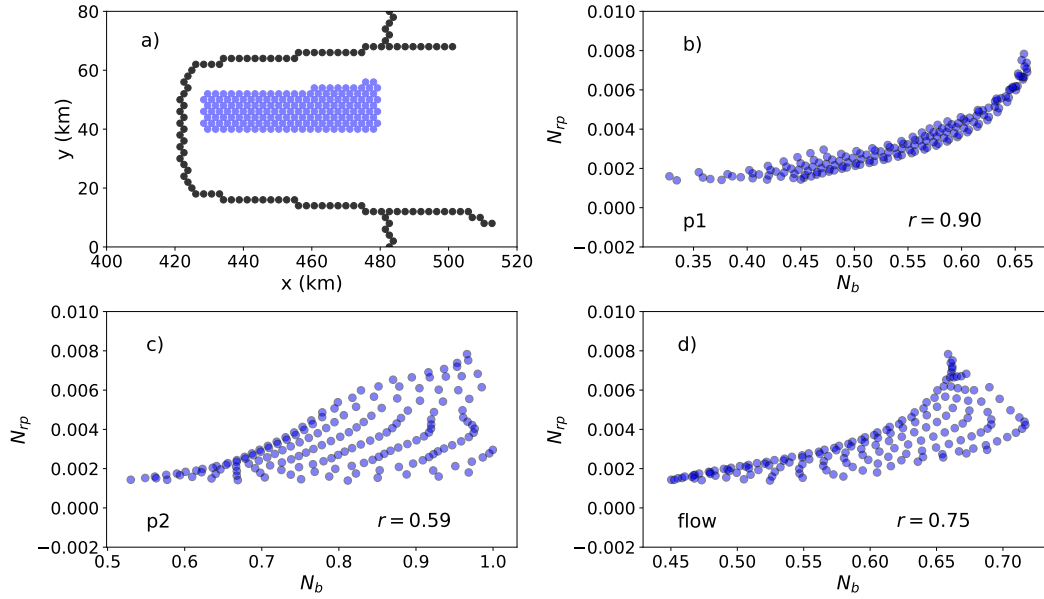 a)
80
60
40
20
0
y (km)
400 420 440 460 480 500 520
x (km)
b)
0.010
0.008
0.006
0.004
0.002
0.000
−0.002
N_rp
p1
r = 0.90
0.35 0.40 0.45 0.50 0.55 0.60 0.65
N_b
c)
0.010
0.008
0.006
0.004
0.002
0.000
−0.002
N_rp
p2
r = 0.59
0.5 0.6 0.7 0.8 0.9 1.0
N_b
d)
0.010
0.008
0.006
0.004
0.002
0.000
−0.002
N_rp
flow
r = 0.75
0.45 0.50 0.55 0.60 0.65 0.70
N_b